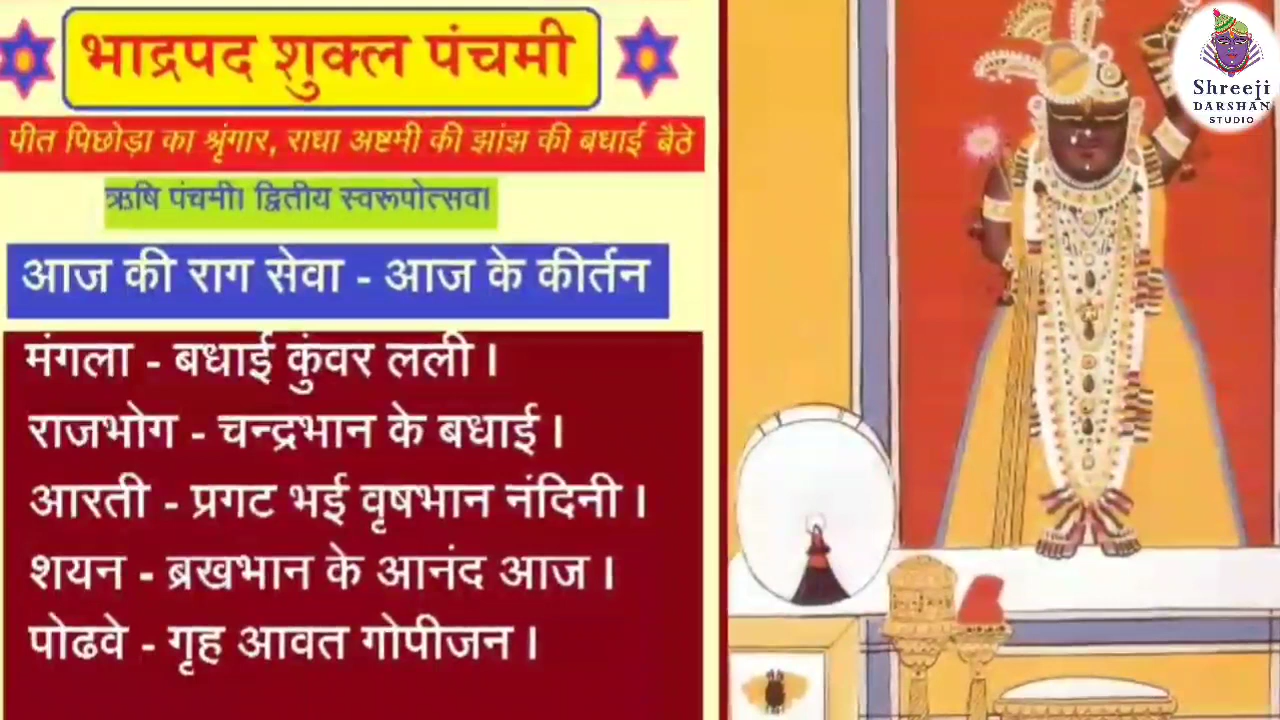 भाद्रपद शुक्ल पंचमी
पीत पिछोड़ा का श्रृंगार, राधा अष्टमी की झांझ की बधाई बैठे
ऋषि पंचमी। द्वितीय स्वरूपोत्सव।
आज की राग सेवा - आज के कीर्तन
मंगला - बधाई कुंवर लली ।
राजभोग - चन्द्रभान के बधाई ।
आरती - प्रगट भई वृषभान नंदिनी ।
शयन - ब्रखभान के आनंद आज ।
पोढवे - गृह आवत गोपीजन ।
Shreeji
DARSHAN
STUDIO